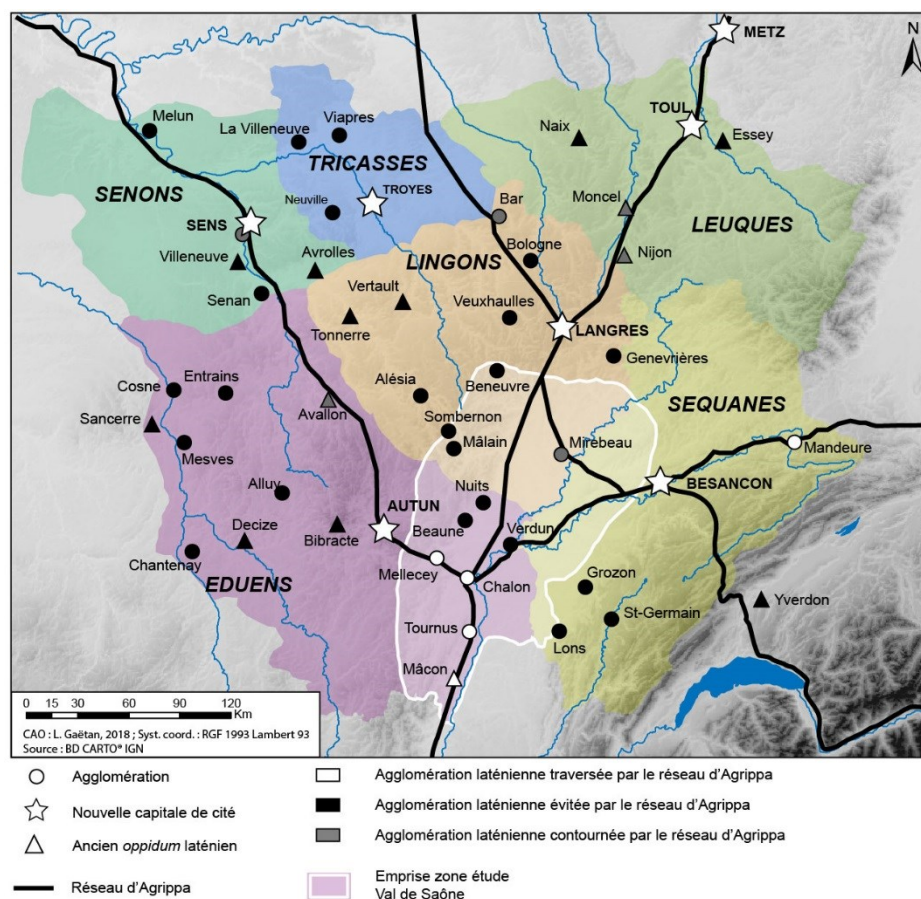 METZ
N
TOUL
Melun
La Villeneuve
Viapres
Naix
Essey
TRICASSES
SENONS
TROYES
Moncel
Neuville
Bar
LEUQUES
SENS
Bologne
Nijon
Villeneuve
Avrolles
LINGONS
Senan
Vertault
Veuxhaulles
Tonnerre
LANGRES
Genevrières
Cosne
Entrains
Alésia
Beneuvre
Avallon
SEQUANES
Sancerre
Sombernon
Mâlain
Mirebeau
Mandeure
Mesves
Alluy
Nuits
BESANCON
AUTUN
Decize
Bibracte
Beaune
Verdun
Chantenay
Mellecey
Chalon
EDUENS
Grozon
Yverdon
Tournus
St-Germain
Lons
Mâcon
0 15 30 60 90 120
Km
CAO : L. Gaëtan, 2018 ; Syst. coord. : RGF 1993 Lambert 93
Source : BD CARTO® IGN
Agglomération
Nouvelle capitale de cité
Ancien oppidum laténien
Réseau d'Agrippa
Agglomération laténienne traversée par le réseau d'Agrippa
Agglomération laténienne évitée par le réseau d'Agrippa
Agglomération laténienne contournée par le réseau d'Agrippa
Emprise zone étude
Val de Saône